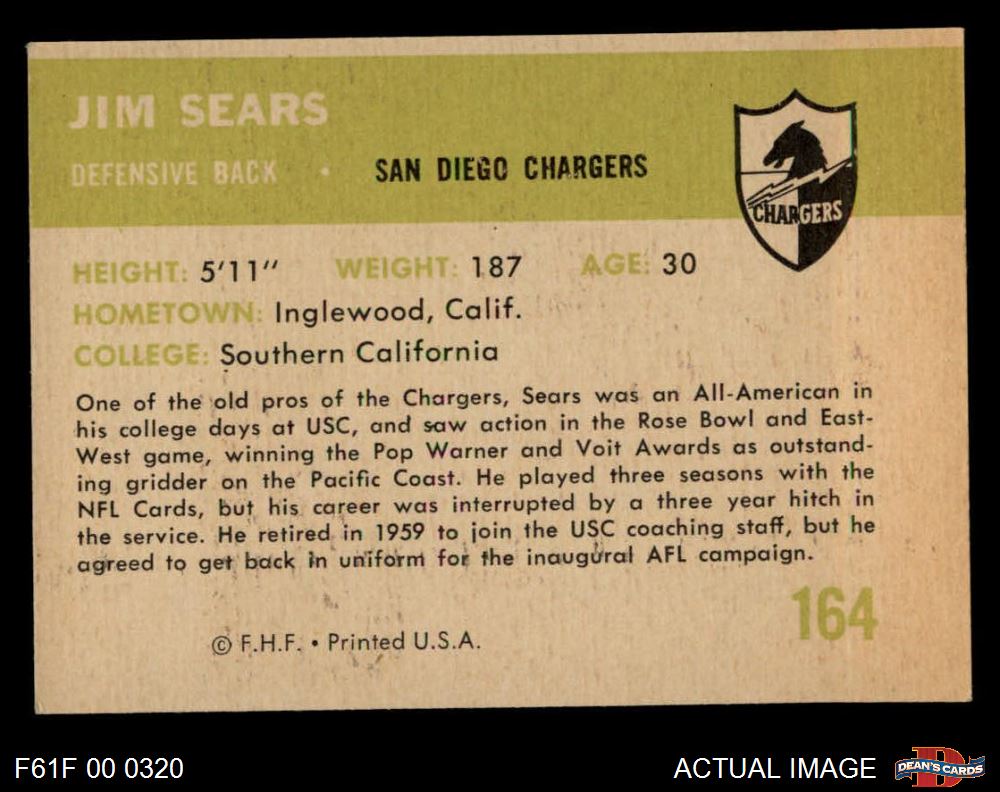 JIM SEARS
DEFENSIVE BACK • SAN DIEGO CHARGERS
CHARGERS
HEIGHT: 5'11" WEIGHT: 187 AGE: 30
HOMETOWN: Inglewood, Calif.
COLLEGE: Southern California
One of the old pros of the Chargers, Sears was an All-American in
his college days at USC, and saw action in the Rose Bowl and East-
West game, winning the Pop Warner and Voit Awards as outstand-
ing gridder on the Pacific Coast. He played three seasons with the
NFL Cards, but his career was interrupted by a three year hitch in
the service. He retired in 1959 to join the USC coaching staff, but he
agreed to get back in uniform for the inaugural AFL campaign.
164
© F.H.F. • Printed U.S.A.
F61F 00 0320
ACTUAL IMAGE
DEAN'S CARDS